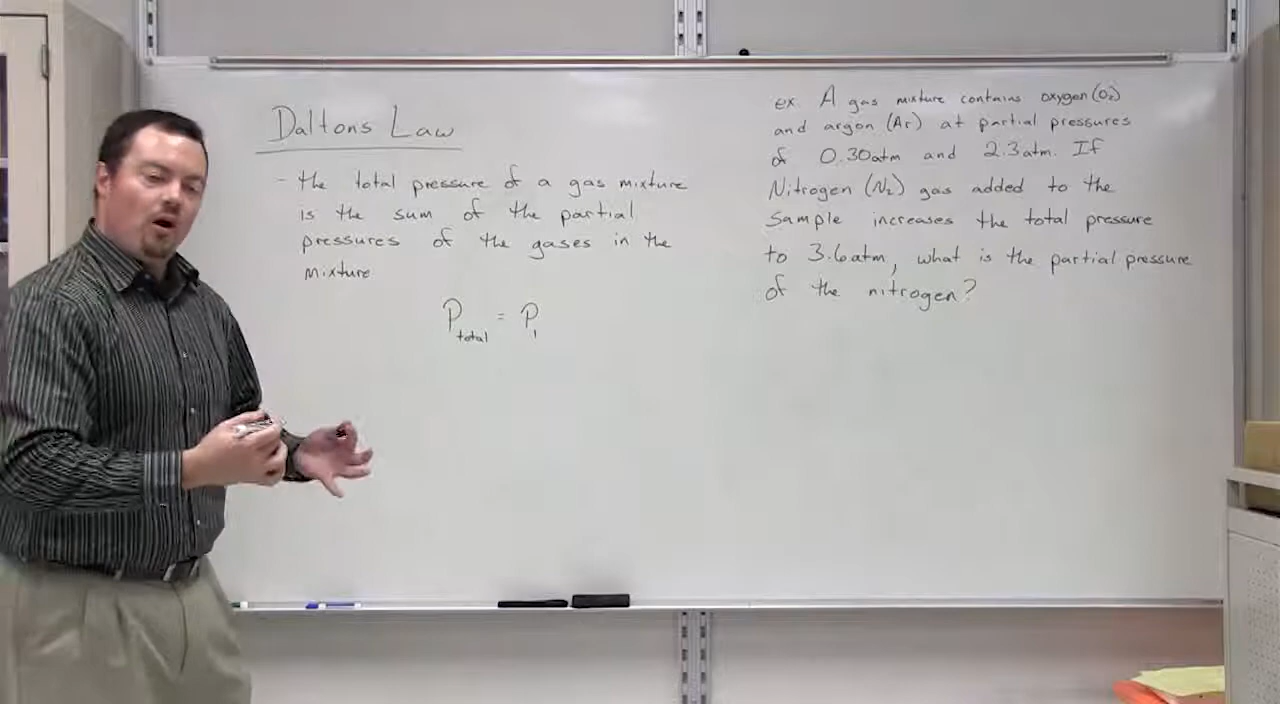 Daltons Law
- the total pressure of a gas mixture
is the sum of the partial
pressures of the gases in the
mixture
P total = P 1
ex. A gas mixture contains oxygen (O2)
and argon (Ar) at partial pressures
of 0.30atm and 2.3atm. If
Nitrogen (N2) gas added to the
sample increases the total pressure
to 3.6atm, what is the partial pressure
of the nitrogen?